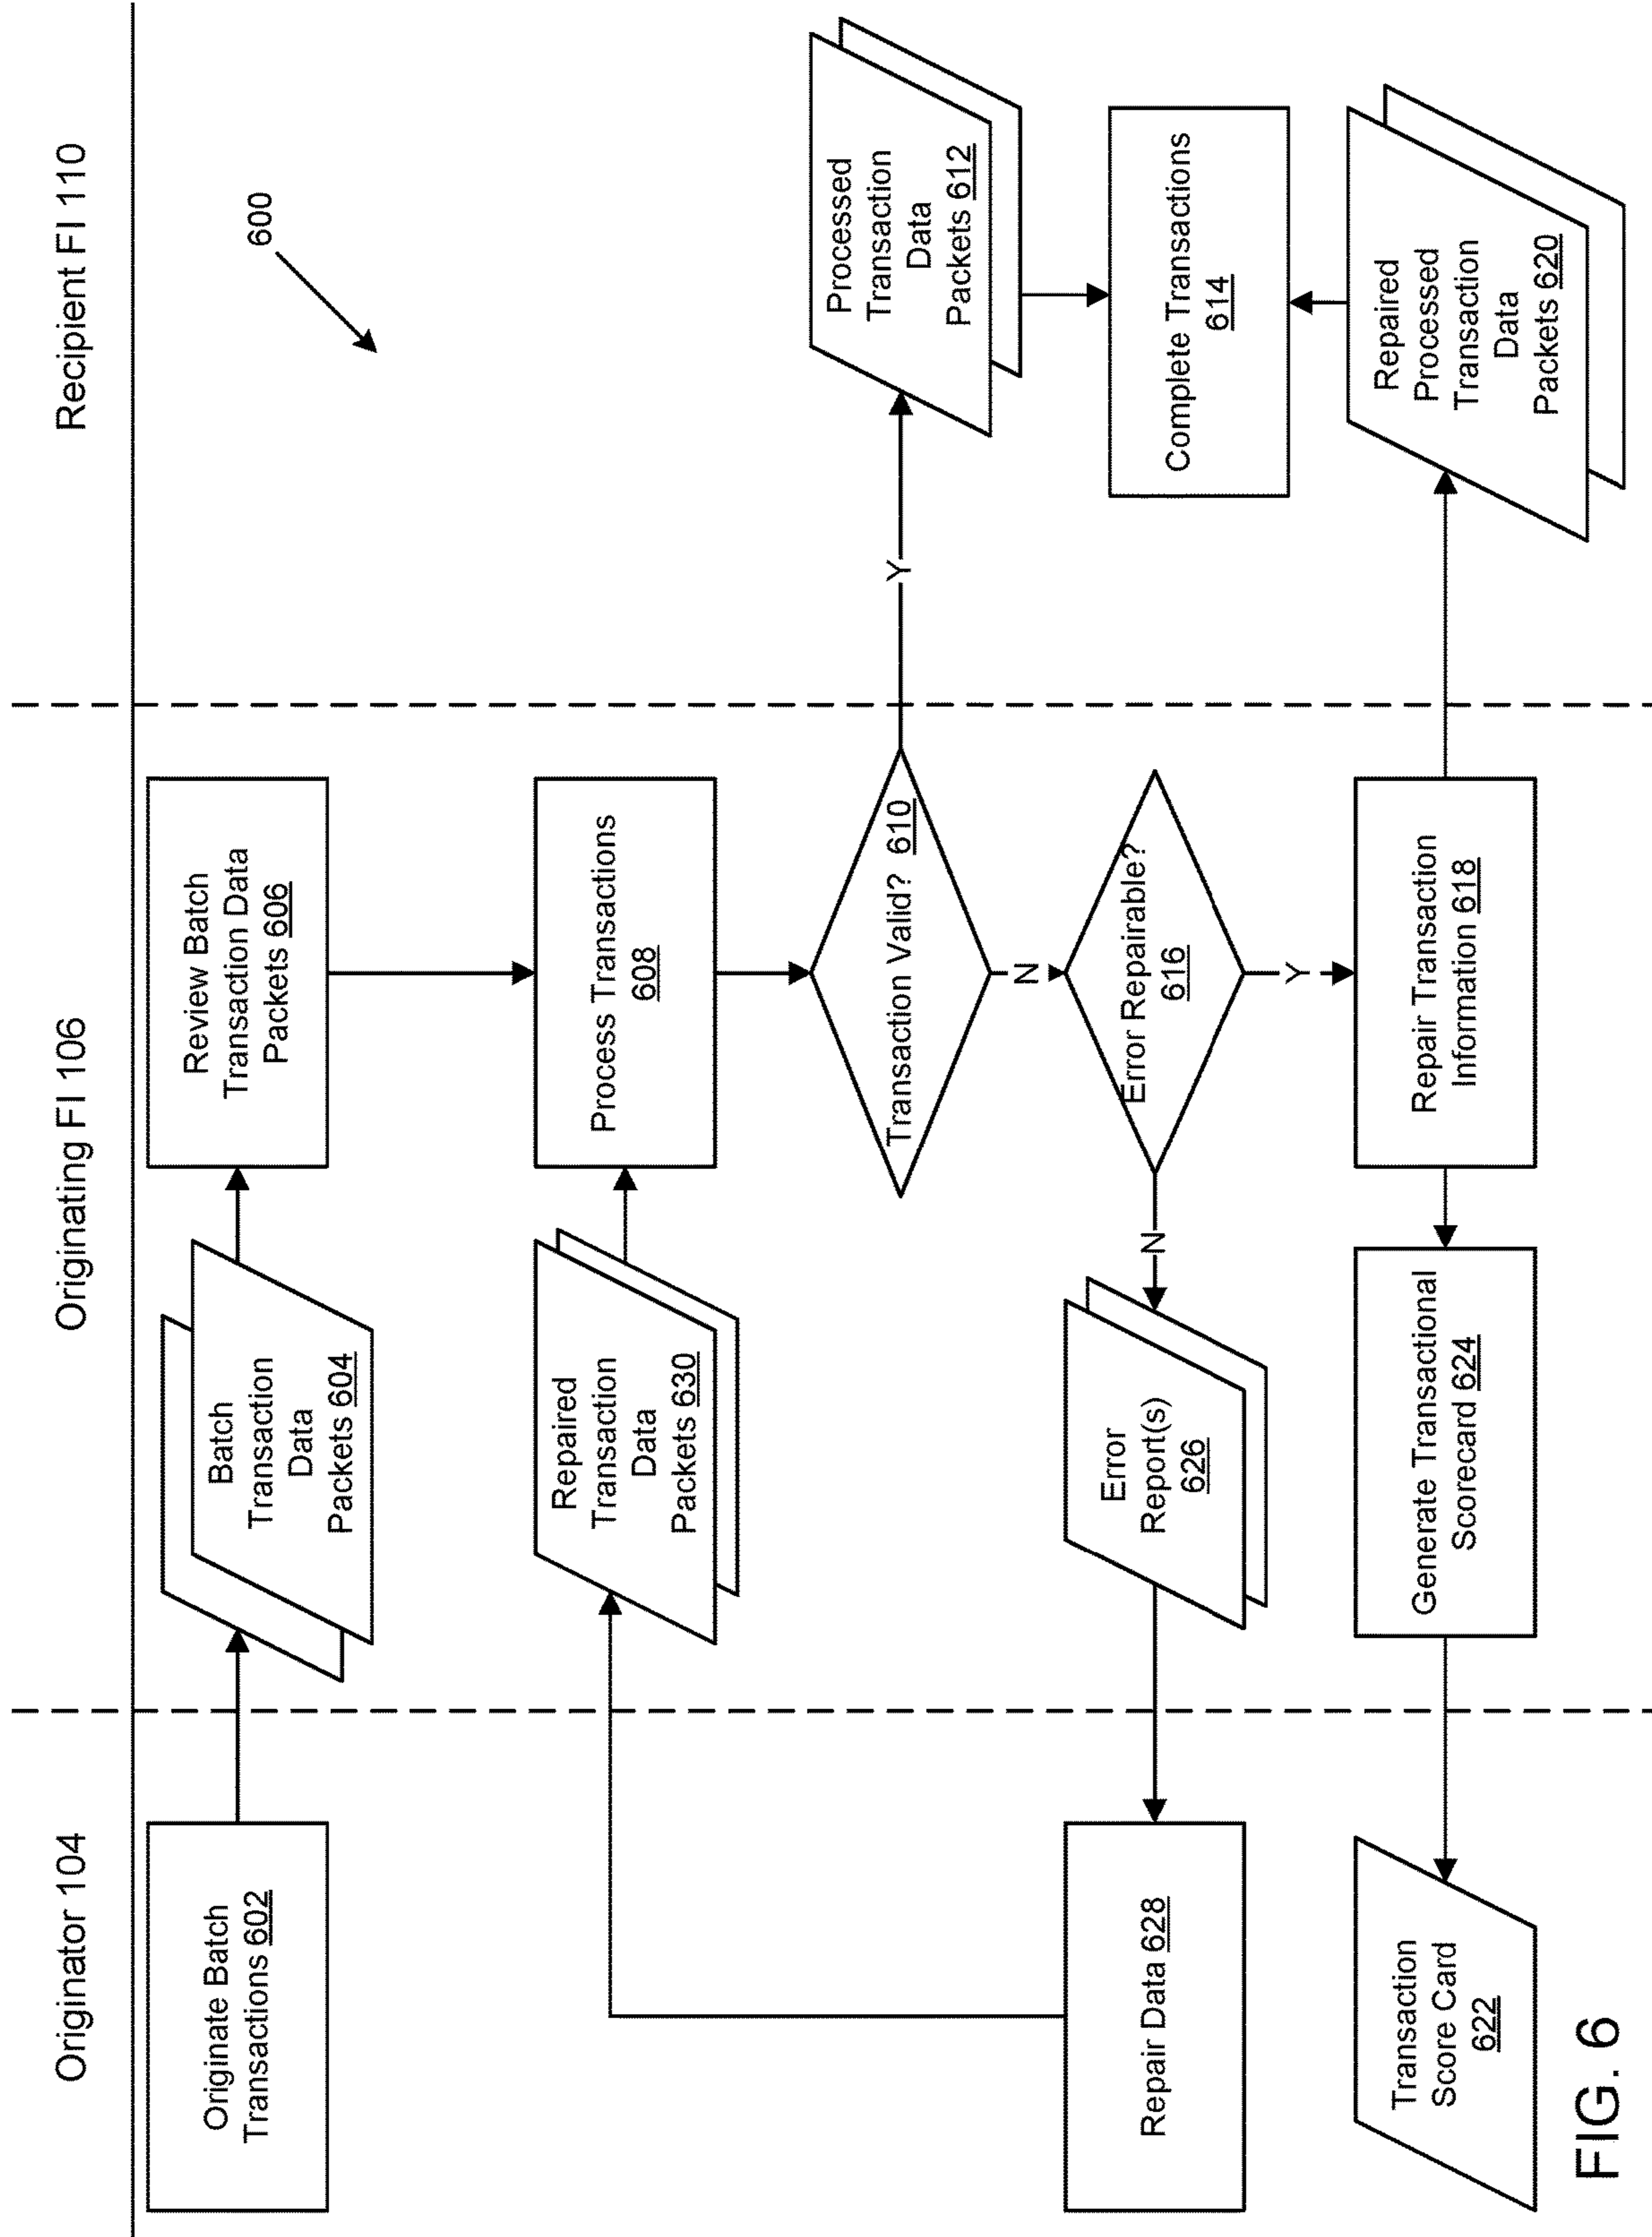 Originator 104
Originating FI 106
Recipient FI 110
600
Originate Batch
Transactions 602
Batch
Transaction
Data
Packets 604
Review Batch
Transaction Data
Packets 606
Repaired
Transaction
Data
Packets 630
Process Transactions
608
Transaction Valid? 610
Y
Processed
Transaction
Data
Packets 612
N
Complete Transactions
614
Repair Data 628
Error
Report(s)
626
N
Error Repairable?
616
Y
Transaction
Score Card
622
Generate Transactional
Scorecard 624
Repair Transaction
Information 618
Repaired
Processed
Transaction
Data
Packets 620
FIG. 6